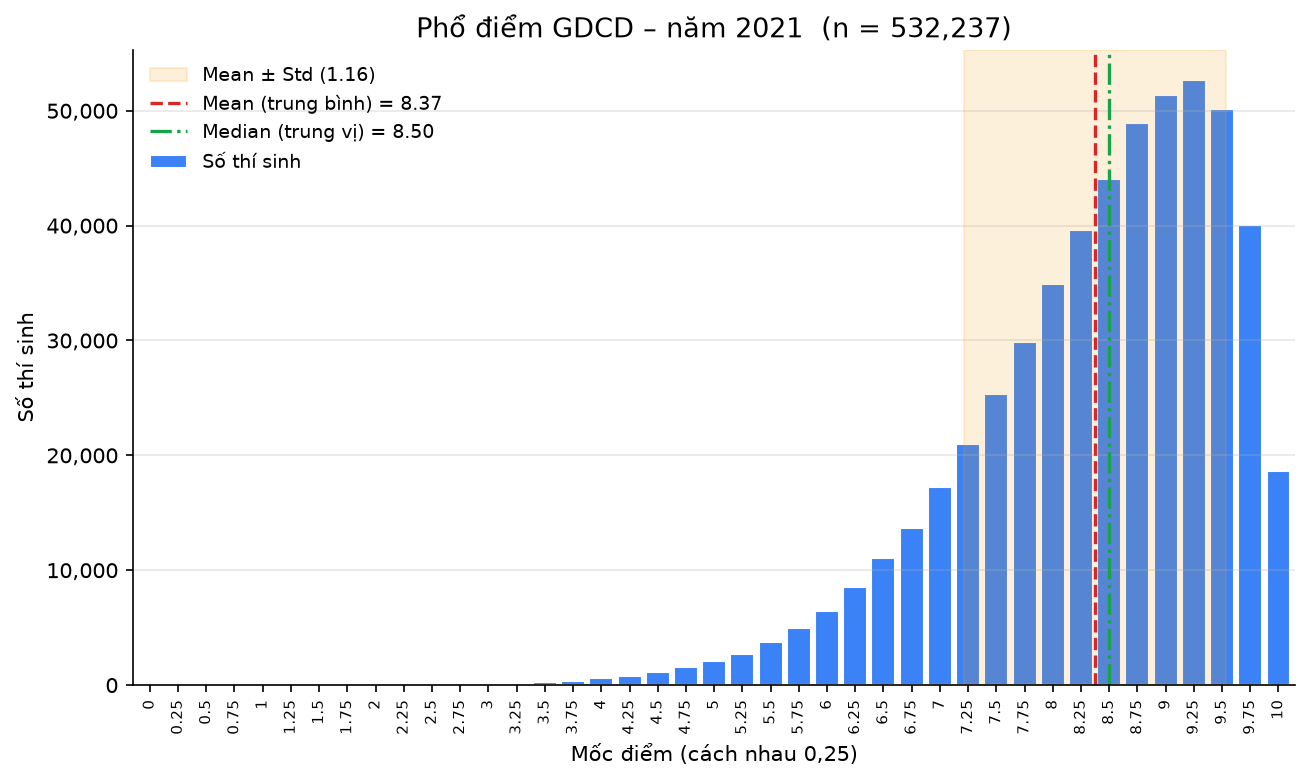 Phổ điểm GDCD – năm 2021 (n = 532,237)
Mean ± Std (1.16)
Mean (trung bình) = 8.37
Median (trung vị) = 8.50
Số thí sinh
Số thí sinh
50,000
40,000
30,000
20,000
10,000
0
0 0.25 0.5 0.75 1 1.25 1.5 1.75 2 2.25 2.5 2.75 3 3.25 3.5 3.75 4 4.25 4.5 4.75 5 5.25 5.5 5.75 6 6.25 6.5 6.75 7 7.25 7.5 7.75 8 8.25 8.5 8.75 9 9.25 9.5 9.75 10
Mốc điểm (cách nhau 0,25)